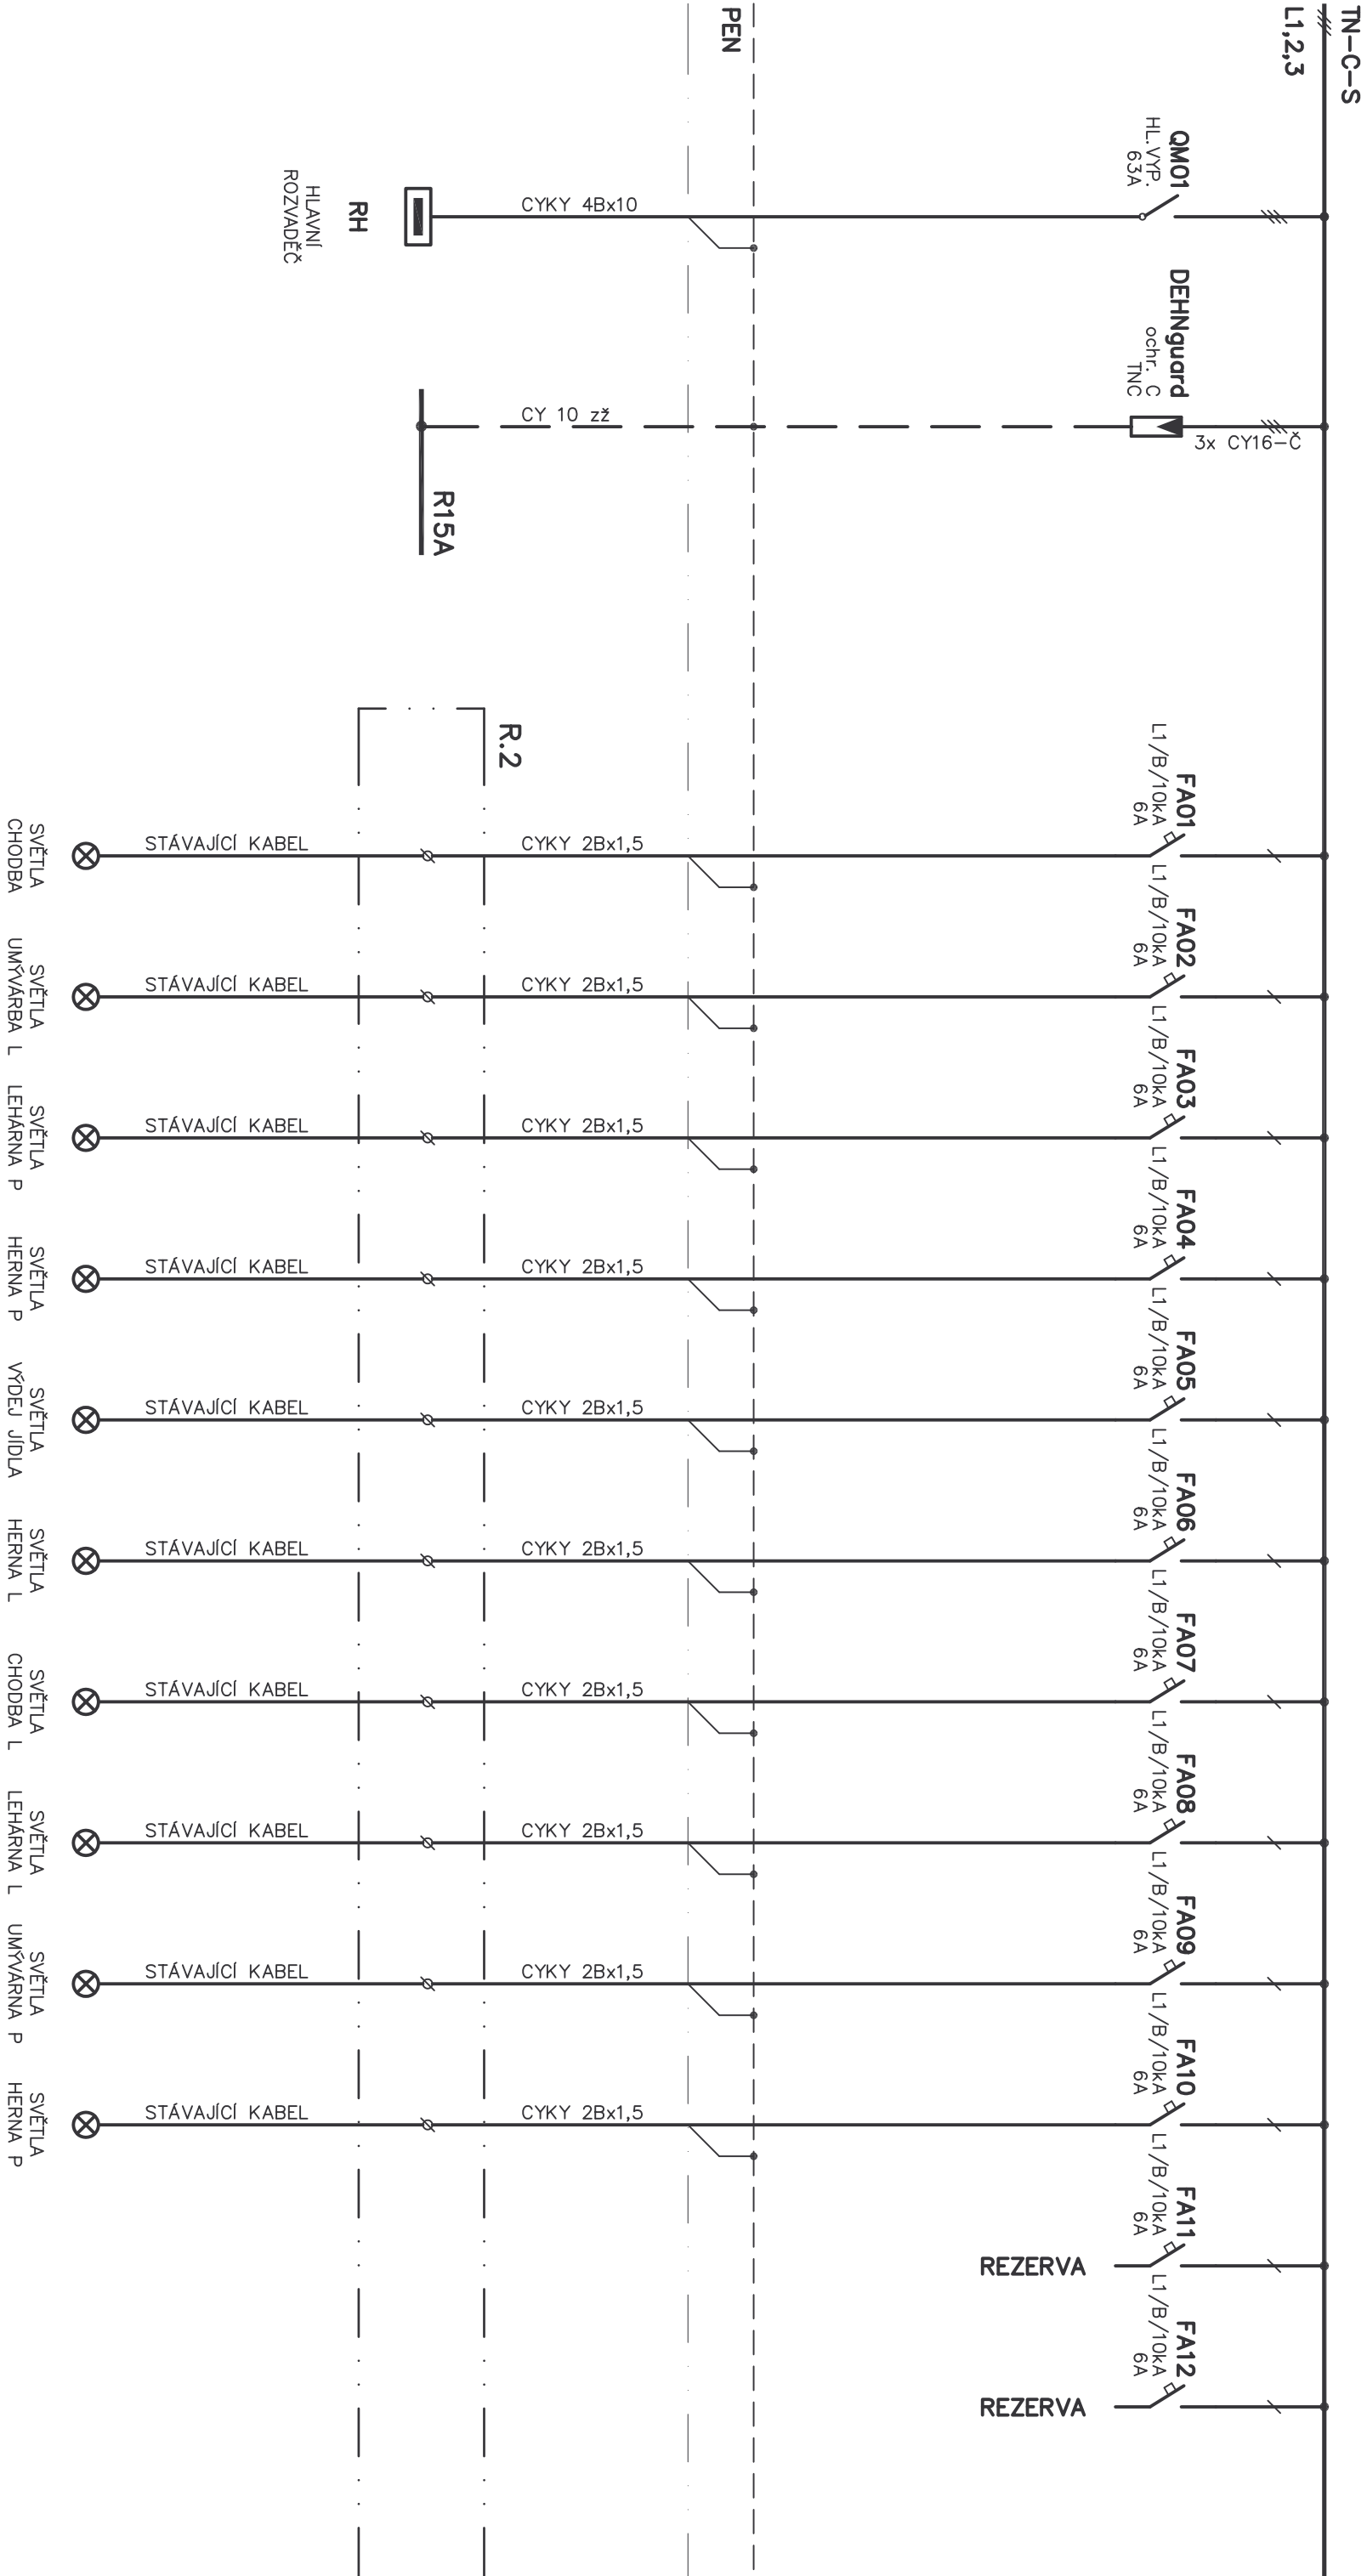 TN-C-S
L1,2,3
PEN
QM01
HL.VYP.
63A
CYKY 4Bx10
RH
HLAVNÍ
ROZVADĚČ
DEHNguard
ochr. C
TNC
3x CY16-Č
CY 10 zž
R15A
R.2
FA01
L1/B/10kA
6A
CYKY 2Bx1,5
STÁVAJÍCÍ KABEL
SVĚTLA
CHODBA
FA02
L1/B/10kA
6A
CYKY 2Bx1,5
STÁVAJÍCÍ KABEL
SVĚTLA
UMÝVÁRBA L
FA03
L1/B/10kA
6A
CYKY 2Bx1,5
STÁVAJÍCÍ KABEL
SVĚTLA
LEHÁRNA P
FA04
L1/B/10kA
6A
CYKY 2Bx1,5
STÁVAJÍCÍ KABEL
SVĚTLA
HERNA P
FA05
L1/B/10kA
6A
CYKY 2Bx1,5
STÁVAJÍCÍ KABEL
SVĚTLA
VÝDEJ JÍDLA
FA06
L1/B/10kA
6A
CYKY 2Bx1,5
STÁVAJÍCÍ KABEL
SVĚTLA
HERNA L
FA07
L1/B/10kA
6A
CYKY 2Bx1,5
STÁVAJÍCÍ KABEL
SVĚTLA
CHODBA L
FA08
L1/B/10kA
6A
CYKY 2Bx1,5
STÁVAJÍCÍ KABEL
SVĚTLA
LEHÁRNA L
FA09
L1/B/10kA
6A
CYKY 2Bx1,5
STÁVAJÍCÍ KABEL
SVĚTLA
UMÝVÁRNA P
FA10
L1/B/10kA
6A
CYKY 2Bx1,5
STÁVAJÍCÍ KABEL
SVĚTLA
HERNA P
FA11
L1/B/10kA
6A
REZERVA
FA12
L1/B/10kA
6A
REZERVA